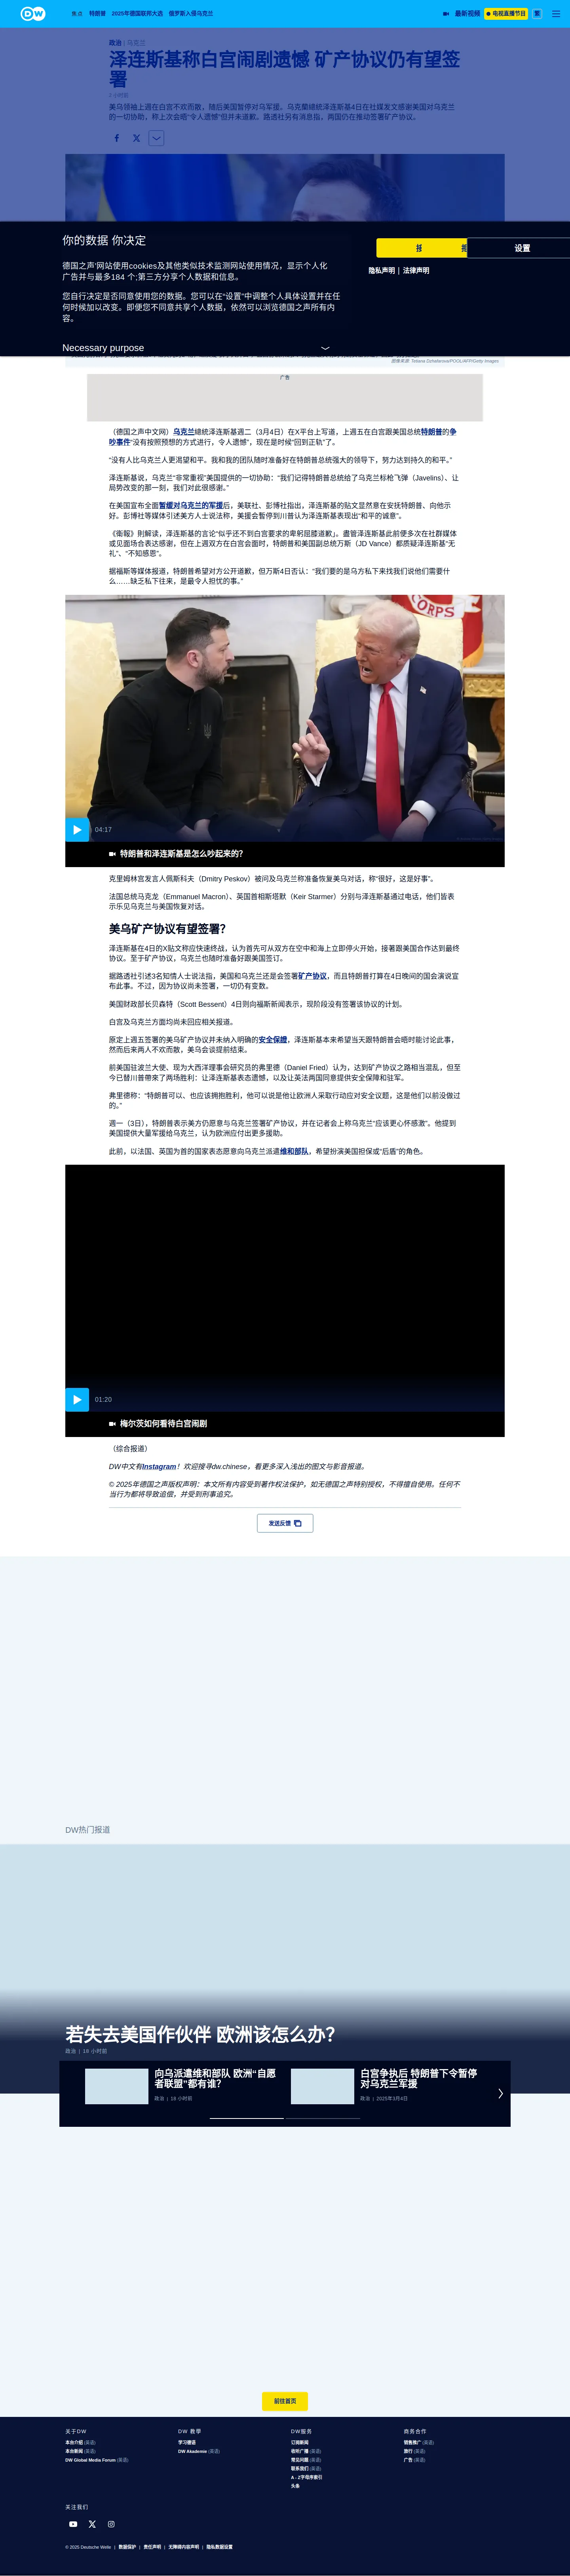 DW
焦点 特朗普 2025年德国联邦大选 俄罗斯入侵乌克兰
最新视频 电视直播节目 繁
政治 | 乌克兰
泽连斯基称白宫闹剧遗憾 矿产协议仍有望签
署
美乌领袖上週在白宫不欢而散，随后美国暂停对乌军援。乌克蘭總統泽连斯基4日在社媒发文感谢美国对乌克兰
的一切协助，称上次会晤"令人遗憾"但并未道歉。路透社另有消息指，两国仍在推动签署矿产协议。
你的数据 你决定
德国之声'网站使用cookies及其他类似技术监测网站使用情况，显示个人化
广告并与最多184 个;第三方分享个人数据和信息。
您自行决定是否同意使用您的数据。您可以在"设置"中调整个人具体设置并在任
何时候加以改变。即便您不同意共享个人数据，依然可以浏览德国之声所有内
容。
设置
隐私声明 | 法律声明
Necessary purpose
图像来源: Tetiana Dzhafarova/POOL/AFP/Getty Images
广告
（德国之声中文网）乌克兰總统泽连斯基週二（3月4日）在X平台上写道，上週五在白宫跟美国总统特朗普的争
吵事件"没有按照预想的方式进行，令人遗憾"，现在是时候"回到正轨"了。
"没有人比乌克兰人更渴望和平。我和我的团队随时准备好在特朗普总统强大的领导下，努力达到持久的和平。"
泽连斯基说，乌克兰"非常重视"美国提供的一切协助："我们记得特朗普总统给了乌克兰标枪飞弹（Javelins）、让
局势改变的那一刻，我们对此很感谢。"
在美国宣布全面暂缓对乌克兰的军援后，美联社、彭博社指出，泽连斯基的贴文显然意在安抚特朗普、向他示
好。彭博社等媒体引述美方人士说法称，美援会暂停到川普认为泽连斯基表现出"和平的诚意"。
《衛報》則解读，泽连斯基的言论"似乎还不到白宫要求的卑躬屈膝道歉」。盡管泽连斯基此前便多次在社群媒体
或见面场合表达感谢，但在上週双方在白宫会面时，特朗普和美国副总统万斯（JD Vance）都质疑泽连斯基"无
礼"、"不知感恩"。
据福斯等媒体报道，特朗普希望对方公开道歉，但万斯4日否认："我们要的是乌方私下来找我们说他们需要什
么……缺乏私下往来，是最令人担忧的事。"
CORPS
04:17
特朗普和泽连斯基是怎么吵起来的？
克里姆林宫发言人佩斯科夫（Dmitry Peskov）被问及乌克兰称准备恢复美乌对话，称"很好，这是好事"。
法国总统马克龙（Emmanuel Macron）、英国首相斯塔默（Keir Starmer）分别与泽连斯基通过电话，他们皆表
示乐见乌克兰与美国恢复对话。
美乌矿产协议有望签署？
泽连斯基在4日的X贴文称应快速终战，认为首先可从双方在空中和海上立即停火开始，接著跟美国合作达到最终
协议。至于矿产协议，乌克兰也随时准备好跟美国签订。
据路透社引述3名知情人士说法指，美国和乌克兰还是会签署矿产协议，而且特朗普打算在4日晚间的国会演说宣
布此事。不过，因为协议尚未签署，一切仍有变数。
美国财政部长贝森特（Scott Bessent）4日则向福斯新闻表示，现阶段没有签署该协议的计划。
白宫及乌克兰方面均尚未回应相关报道。
原定上週五签署的美乌矿产协议并未纳入明确的安全保證，泽连斯基本来希望当天跟特朗普会晤时能讨论此事，
然而后来两人不欢而散，美乌会谈提前结束。
前美国驻波兰大使、现为大西洋理事会研究员的弗里德（Daniel Fried）认为，达到矿产协议之路相当混乱，但至
今已替川普带來了两场胜利：让泽连斯基表态遗憾，以及让英法两国同意提供安全保障和驻军。
弗里德称："特朗普可以、也应该拥抱胜利，他可以说是他让欧洲人采取行动应对安全议题，这是他们以前没做过
的。"
週一（3日），特朗普表示美方仍愿意与乌克兰签署矿产协议，并在记者会上称乌克兰"应该更心怀感激"。他提到
美国提供大量军援给乌克兰，认为欧洲应付出更多援助。
此前，以法国、英国为首的国家表态愿意向乌克兰派遣维和部队，希望扮演美国担保或"后盾"的角色。
01:20
梅尔茨如何看待白宫闹剧
（综合报道）
DW中文有Instagram！欢迎搜寻dw.chinese，看更多深入浅出的图文与影音报道。
© 2025年德国之声版权声明：本文所有内容受到著作权法保护，如无德国之声特别授权，不得擅自使用。任何不
当行为都将导致追偿，并受到刑事追究。
发送反馈
DW热门报道
若失去美国作伙伴 欧洲该怎么办？
政治 | 18 小时前
向乌派遣维和部队 欧洲"自愿
者联盟"都有谁？
政治 | 18 小时前
白宫争执后 特朗普下令暂停
对乌克兰军援
政治 | 2025年3月4日
前往首页
关于DW
本台介绍 (英语)
本台新闻 (英语)
DW Global Media Forum (英语)
DW 教學
学习德语
DW Akademie (英语)
DW服务
订阅新闻
收听广播 (英语)
常见问题 (英语)
联系我们 (英语)
A - Z字母序索引
头条
商务合作
销售推广 (英语)
旅行 (英语)
广告 (英语)
关注我们
© 2025 Deutsche Welle | 数据保护 | 责任声明 | 无障碍内容声明 | 隐私数据设置